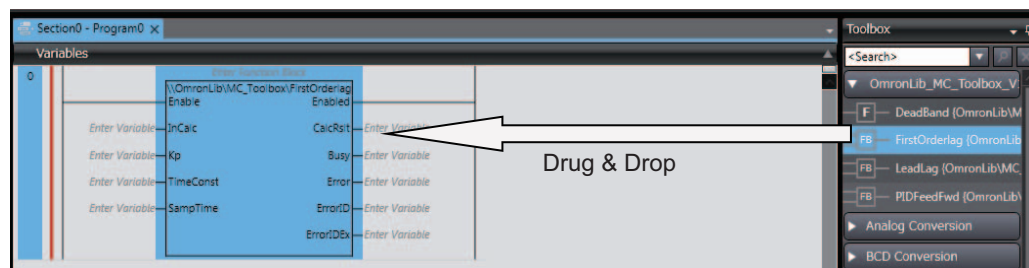 Section0 - Program0 ×
Variables
0
Enter Function Block
\\OmronLib\MC_Toolbox\FirstOrderlag
Enable Enabled
Enter Variable InCalc CalcRslt Enter Variable
Enter Variable Kp Busy Enter Variable
Enter Variable TimeConst Error Enter Variable
Enter Variable SampTime ErrorID Enter Variable
ErrorIDEx Enter Variable
Drug & Drop
Toolbox
<Search>
OmronLib_MC_Toolbox_V
F DeadBand {OmronLib\M
FB FirstOrderlag {OmronLib
FB LeadLag {OmronLib\MC_
FB PIDFeedFwd {OmronLib\
Analog Conversion
BCD Conversion